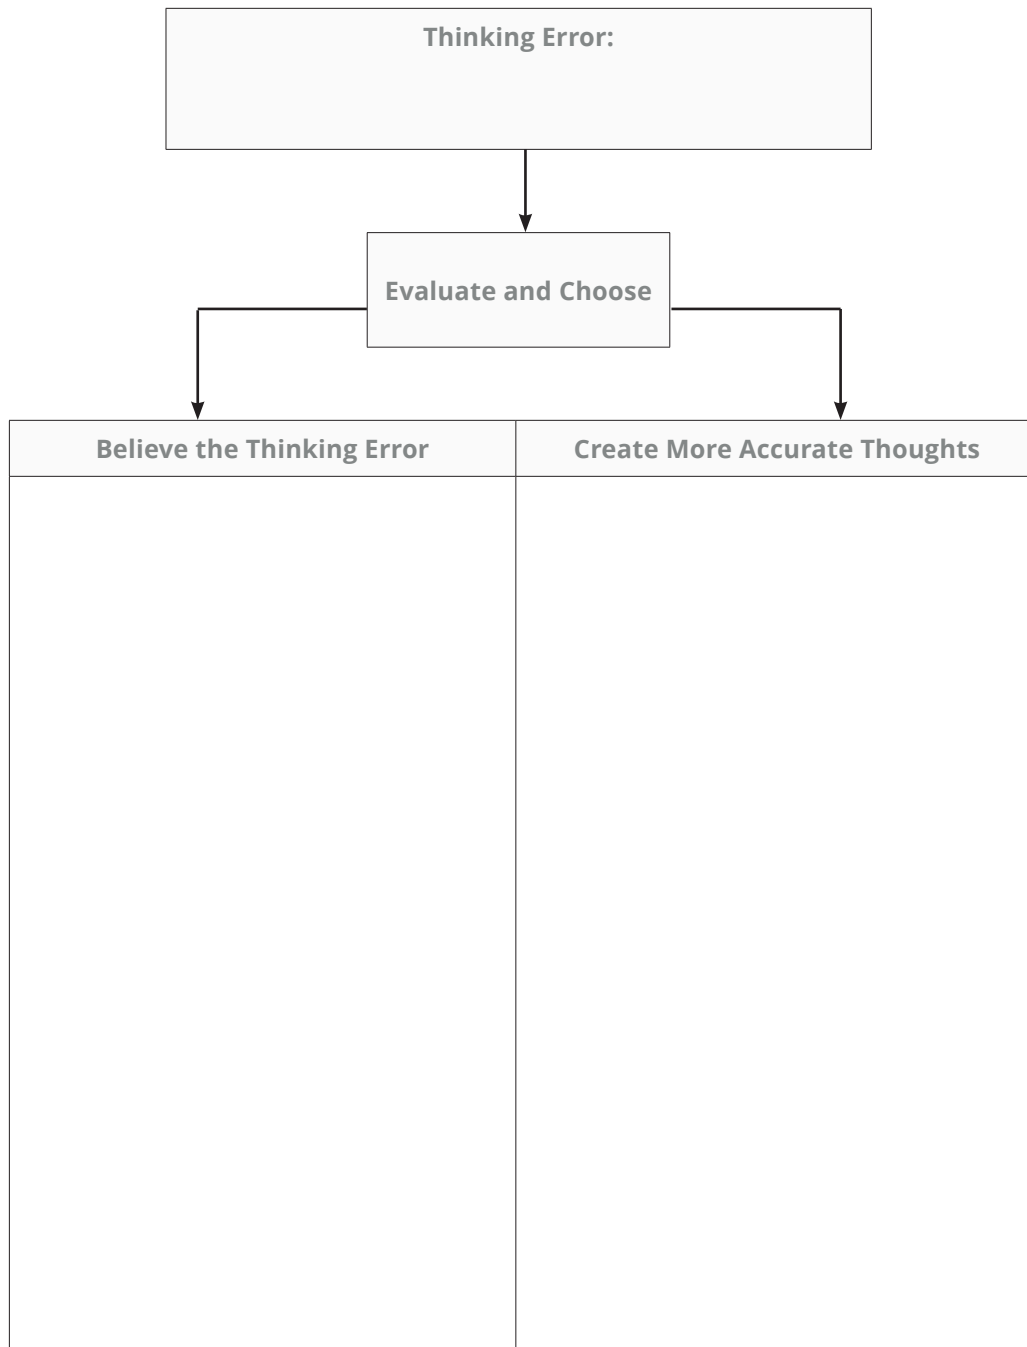 Thinking Error:
Evaluate and Choose
Believe the Thinking Error
Create More Accurate Thoughts